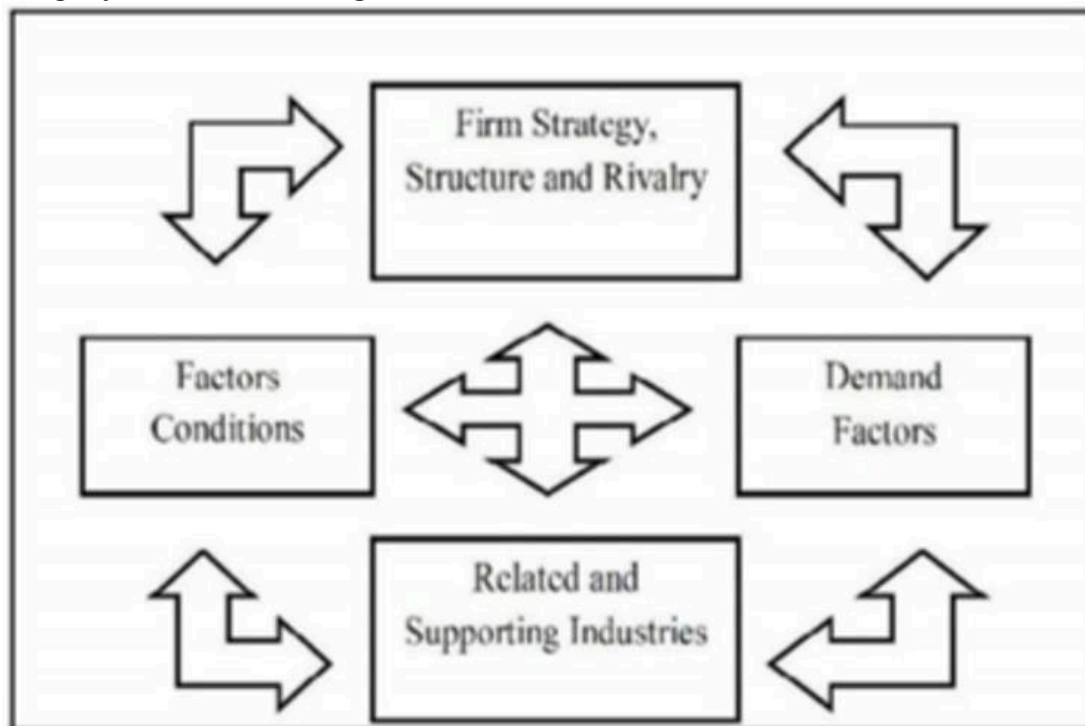 Firm Strategy,
Structure and Rivalry
Factors
Conditions
Demand
Factors
Related and
Supporting Industries